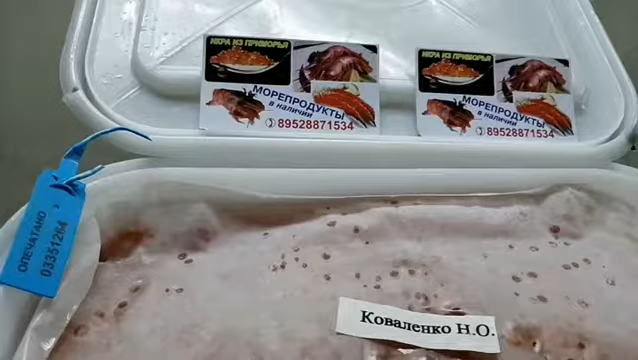 ИКРА ИЗ ПРИМОРЬЯ
МОРЕПРОДУКТЫ
в наличии
89528871534
ИКРА ИЗ ПРИМОРЬЯ
МОРЕПРОДУКТЫ
в наличии
89528871534
ОПЕЧАТАНО
03351264
Коваленко Н.О.